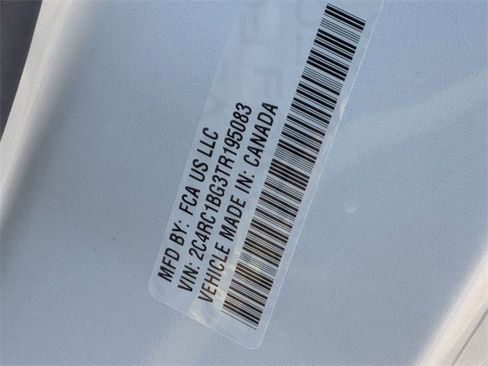 MFD BY: FCA US LLC
VIN: 2C4RC1BG3TR195083
VEHICLE MADE IN: CANADA